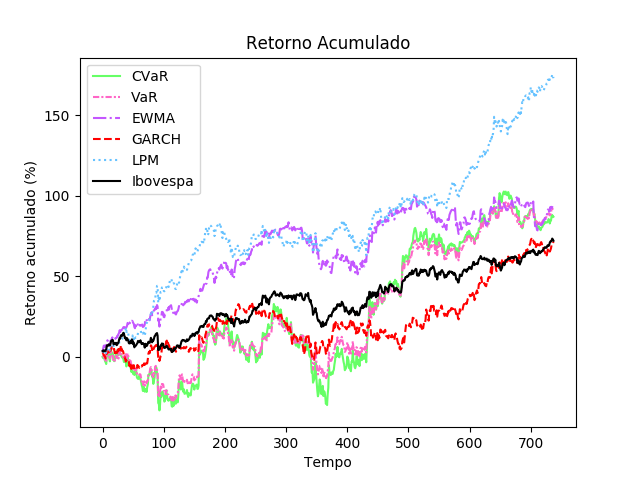 Retorno Acumulado
CVaR
VaR
EWMA
GARCH
LPM
Ibovespa
Retorno acumulado (%)
150
100
50
0
0 100 200 300 400 500 600 700
Tempo